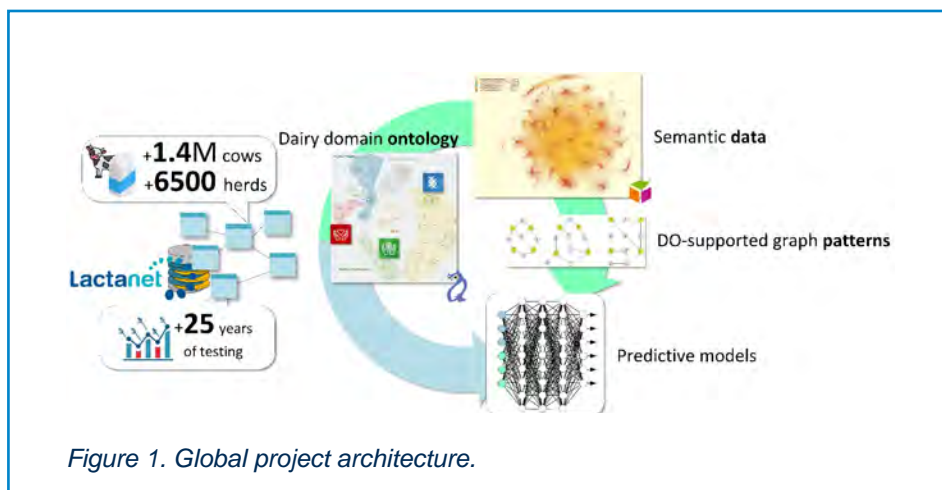 +1.4M cows
+6500 herds
Lactanet
+25 years
of testing
Dairy domain ontology
Semantic data
DO-supported graph patterns
Predictive models
Figure 1. Global project architecture.